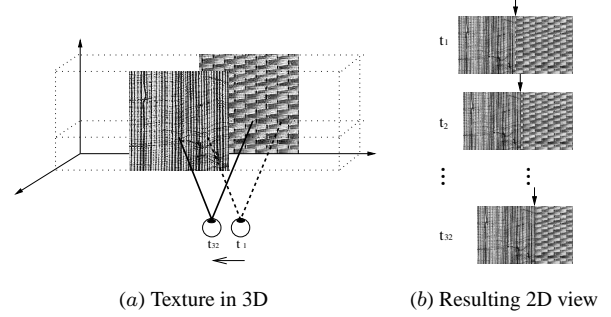 t32 t1
(a) Texture in 3D
t1
t2
t32
(b) Resulting 2D view